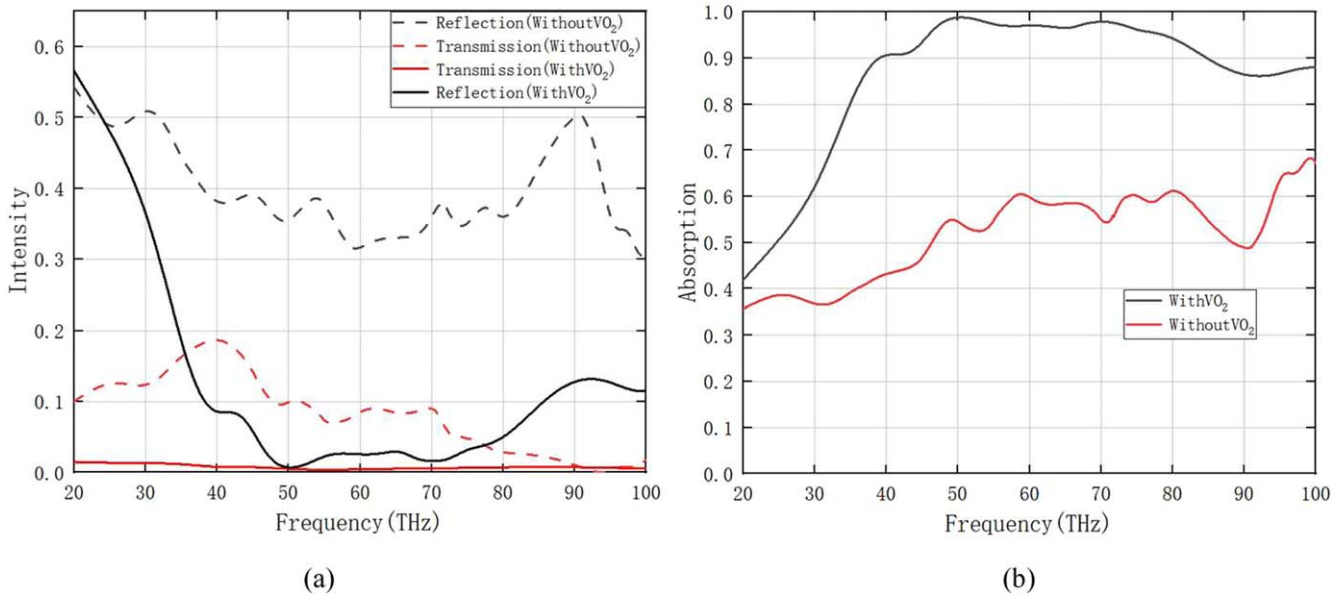 Reflection(WithoutVO₂)
Transmission(WithoutVO₂)
Transmission(WithVO₂)
Reflection(WithVO₂)
0.6
0.5
0.4
0.3
0.2
0.1
0.0
Intensity
20 30 40 50 60 70 80 90 100
Frequency(THz)
(a)
1.0
0.9
0.8
0.7
0.6
0.5
0.4
0.3
0.2
0.1
0.0
Absorption
WithVO₂
WithoutVO₂
20 30 40 50 60 70 80 90 100
Frequency(THz)
(b)